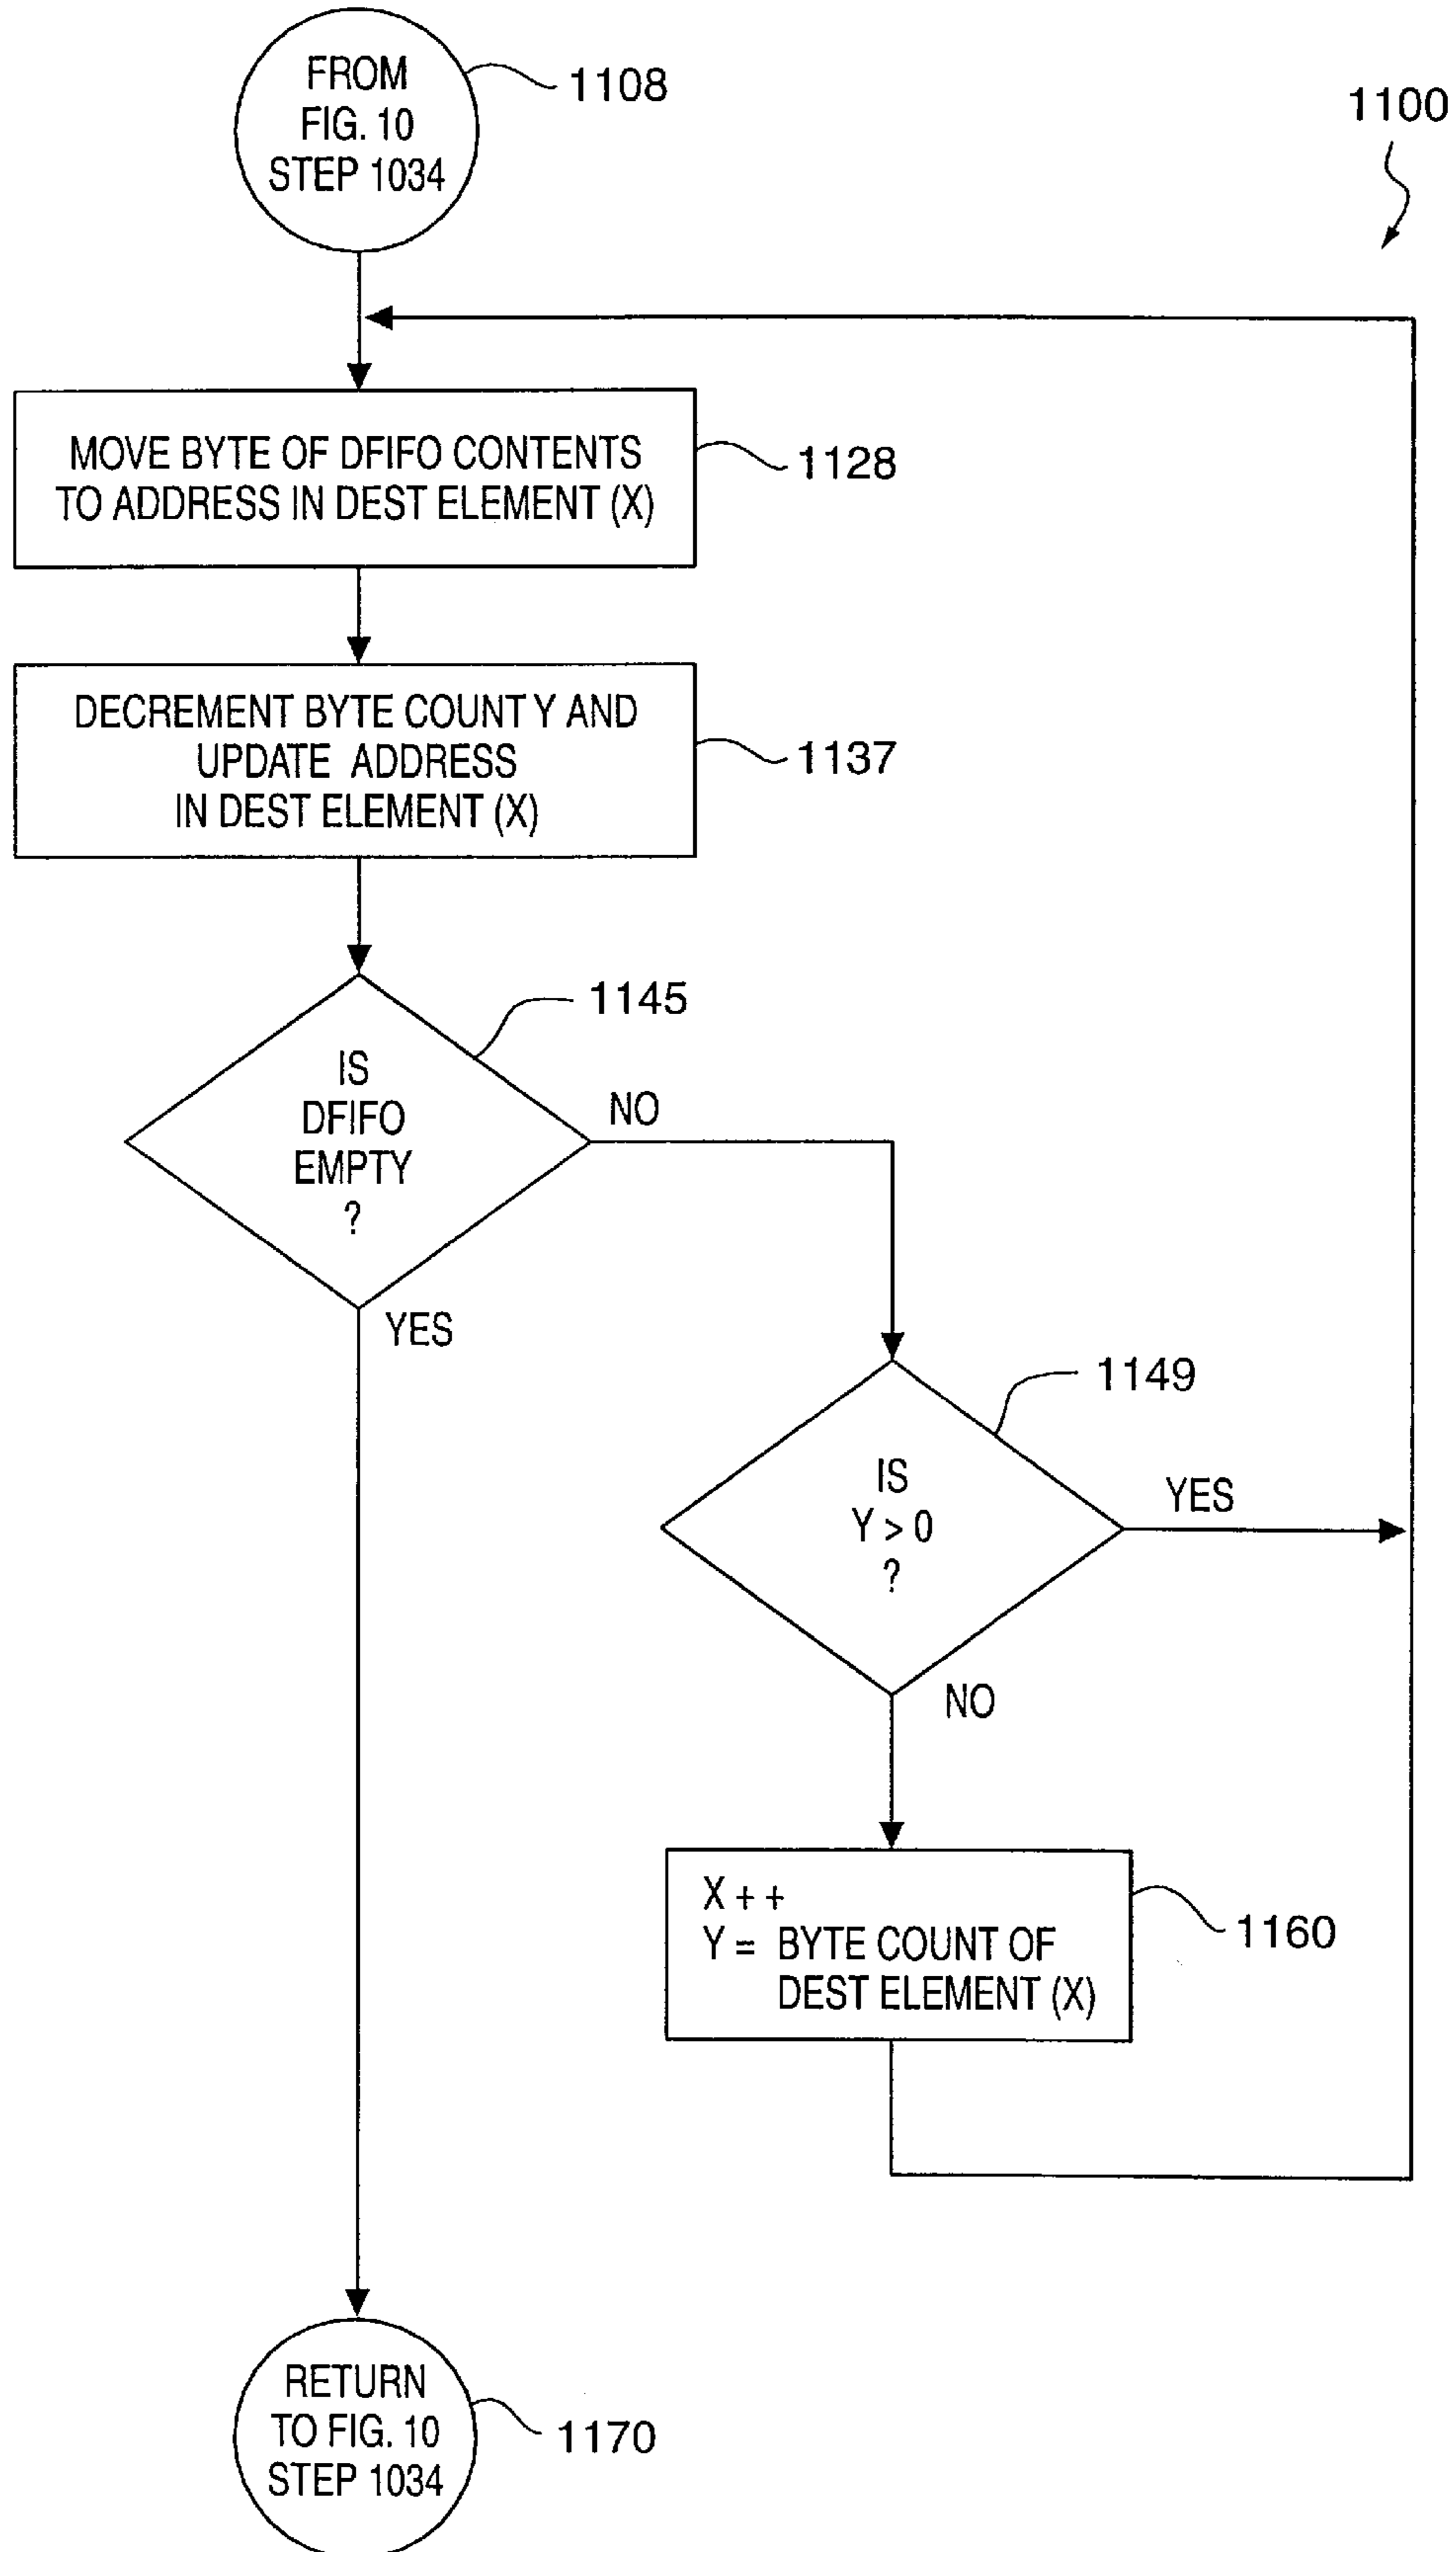 FROM
FIG. 10
STEP 1034
1108
1100
MOVE BYTE OF DFIFO CONTENTS
TO ADDRESS IN DEST ELEMENT (X)
1128
DECREMENT BYTE COUNT Y AND
UPDATE ADDRESS
IN DEST ELEMENT (X)
1137
1145
IS
DFIFO
EMPTY
?
NO
YES
1149
IS
Y > 0
?
YES
NO
X + +
Y = BYTE COUNT OF
DEST ELEMENT (X)
1160
RETURN
TO FIG. 10
STEP 1034
1170